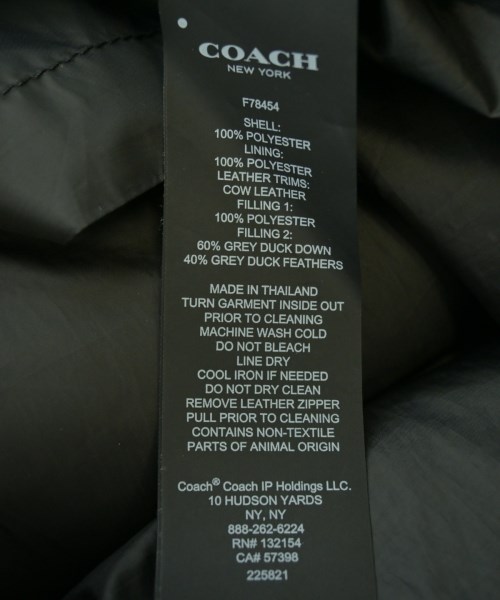 COACH
NEW YORK
F78454
SHELL:
100% POLYESTER
LINING:
100% POLYESTER
LEATHER TRIMS:
COW LEATHER
FILLING 1:
100% POLYESTER
FILLING 2:
60% GREY DUCK DOWN
40% GREY DUCK FEATHERS
MADE IN THAILAND
TURN GARMENT INSIDE OUT
PRIOR TO CLEANING
MACHINE WASH COLD
DO NOT BLEACH
LINE DRY
COOL IRON IF NEEDED
DO NOT DRY CLEAN
REMOVE LEATHER ZIPPER
PULL PRIOR TO CLEANING
CONTAINS NON-TEXTILE
PARTS OF ANIMAL ORIGIN
Coach® Coach IP Holdings LLC.
10 HUDSON YARDS
NY, NY
888-262-6224
RN# 132154
CA# 57398
225821